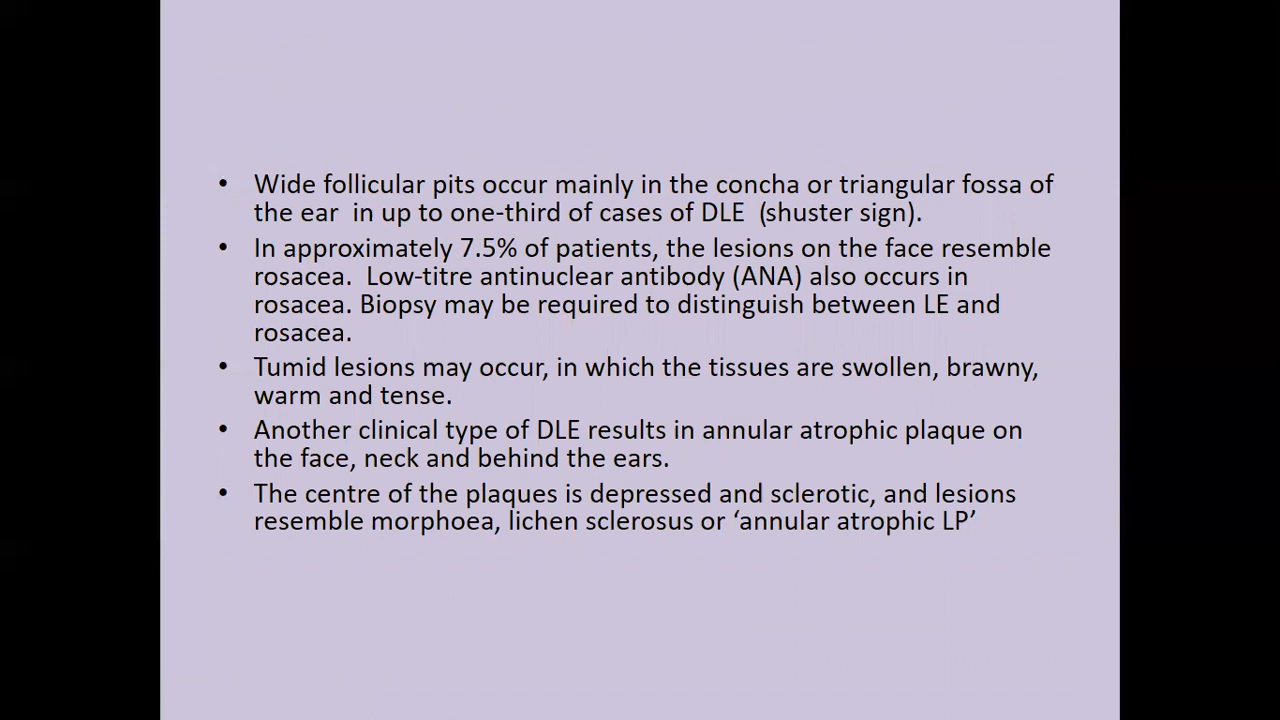 • Wide follicular pits occur mainly in the concha or triangular fossa of
the ear  in up to one-third of cases of DLE  (shuster sign).
• In approximately 7.5% of patients, the lesions on the face resemble
rosacea.  Low-titre antinuclear antibody (ANA) also occurs in
rosacea. Biopsy may be required to distinguish between LE and
rosacea.
• Tumid lesions may occur, in which the tissues are swollen, brawny,
warm and tense.
• Another clinical type of DLE results in annular atrophic plaque on
the face, neck and behind the ears.
• The centre of the plaques is depressed and sclerotic, and lesions
resemble morphoea, lichen sclerosus or ‘annular atrophic LP’